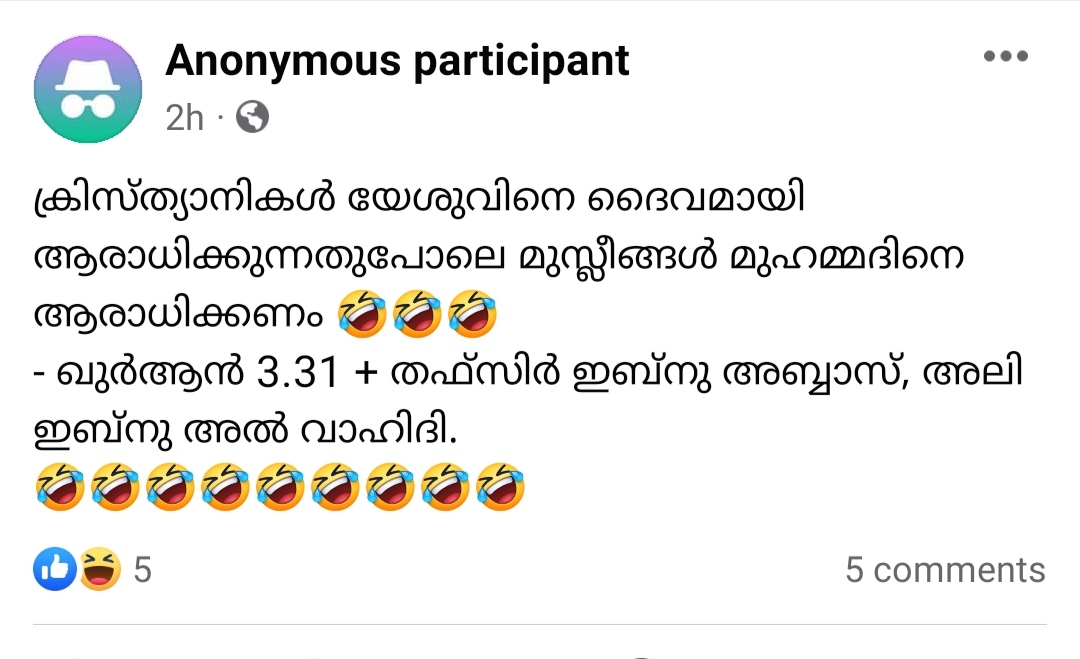 Anonymous participant
2h ·
ക്രിസ്ത്യാനികൾ യേശുവിനെ ദൈവമായി
ആരാധിക്കുന്നതുപോലെ മുസ്ലീങ്ങൾ മുഹമ്മദിനെ
ആരാധിക്കണം 🤣🤣🤣
- ഖുർആൻ 3.31 + തഫ്സിർ ഇബ്നു അബ്ബാസ്, അലി
ഇബ്നു അൽ വാഹിദി.
🤣🤣🤣🤣🤣🤣🤣🤣🤣
5
5 comments